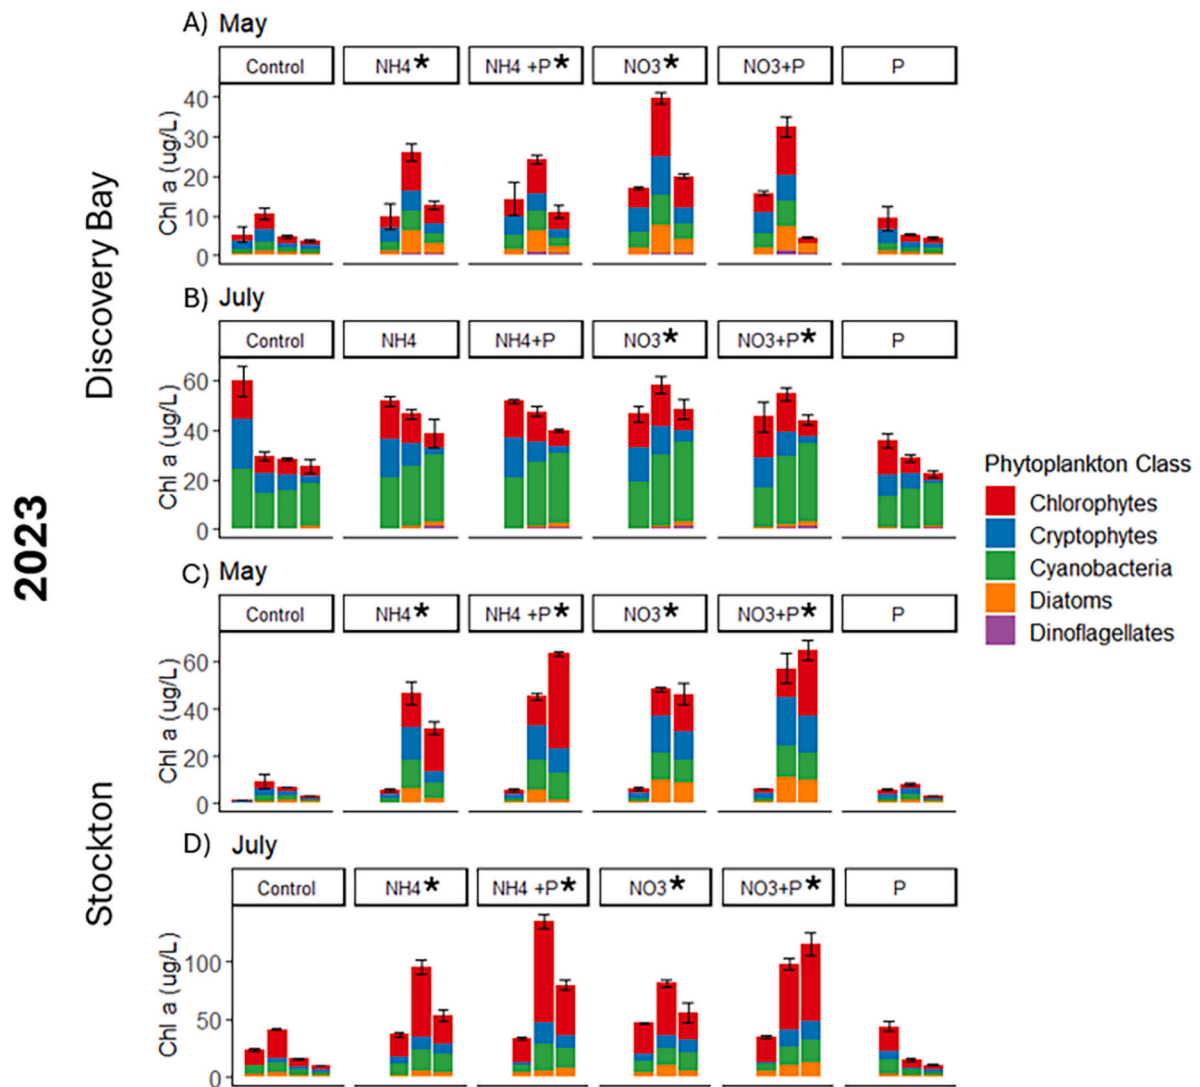 2023
Discovery Bay
A) May
Control NH4* NH4 +P* NO3* NO3+P P
Chl a (ug/L)
40
30
20
10
0
B) July
Control NH4 NH4+P NO3* NO3+P* P
Chl a (ug/L)
60
40
20
0
Stockton
C) May
Control NH4* NH4 +P* NO3* NO3+P* P
Chl a (ug/L)
60
40
20
0
D) July
Control NH4* NH4 +P* NO3* NO3+P* P
Chl a (ug/L)
100
50
0
Phytoplankton Class
Chlorophytes
Cryptophytes
Cyanobacteria
Diatoms
Dinoflagellates